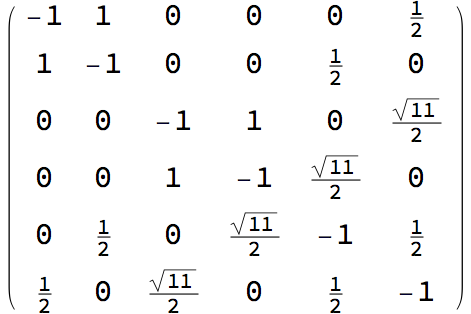 -1 1 0 0 0 1/2
1 -1 0 0 1/2 0
0 0 -1 1 0 √11/2
0 0 1 -1 √11/2 0
0 1/2 0 √11/2 -1 1/2
1/2 0 √11/2 0 1/2 -1